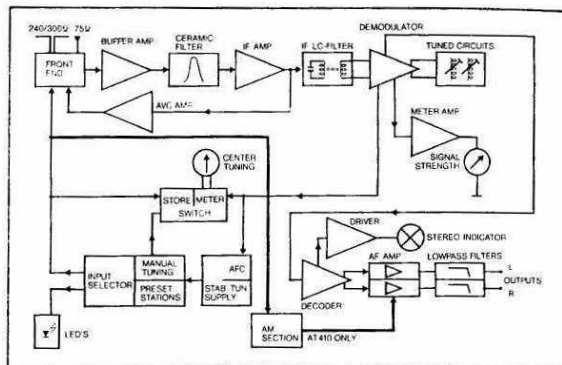 DEMODULATOR
240/300Ω 75Ω
BUFFER AMP
CERAMIC
FILTER
IF AMP
IF LC-FILTER
TUNED CIRCUITS
FRONT
END
AVC AMP
METER AMP
CENTER
TUNING
SIGNAL
STRENGTH
STORE METER
SWITCH
DRIVER
STEREO INDICATOR
INPUT
SELECTOR
MANUAL
TUNING
PRESET
STATIONS
AFC
STAB. TUN
SUPPLY
DECODER
AF AMP
LOWPASS FILTERS
L
OUTPUTS
R
LED'S
AM
SECTION
AT 410 ONLY